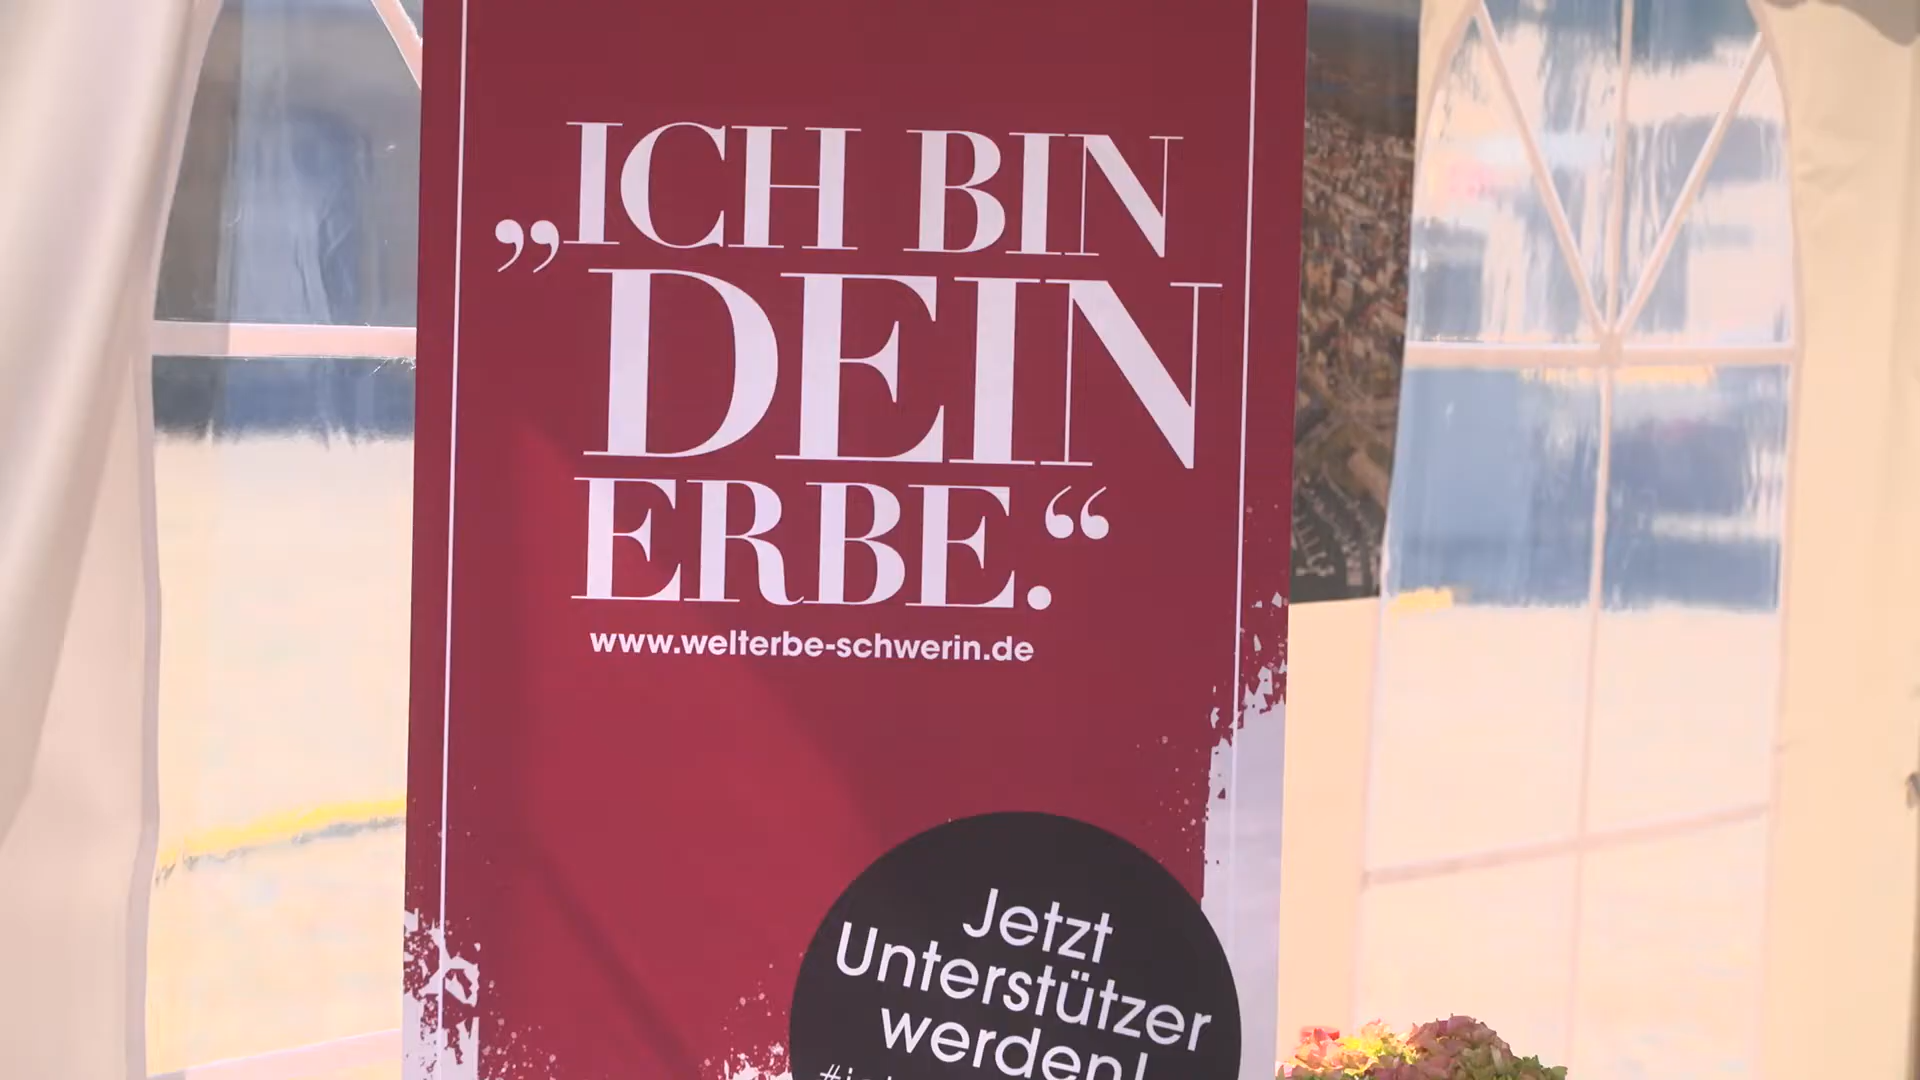 „ICH BIN
DEIN
ERBE.“
www.welterbe-schwerin.de
Jetzt
Unterstützer
werden!